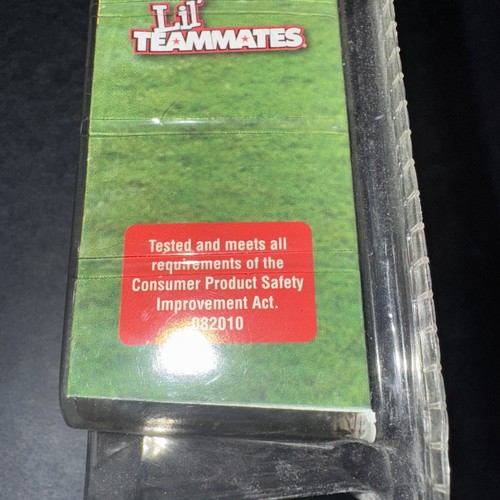 Lil'
TEAMMATES
Tested and meets all
requirements of the
Consumer Product Safety
Improvement Act.
082010